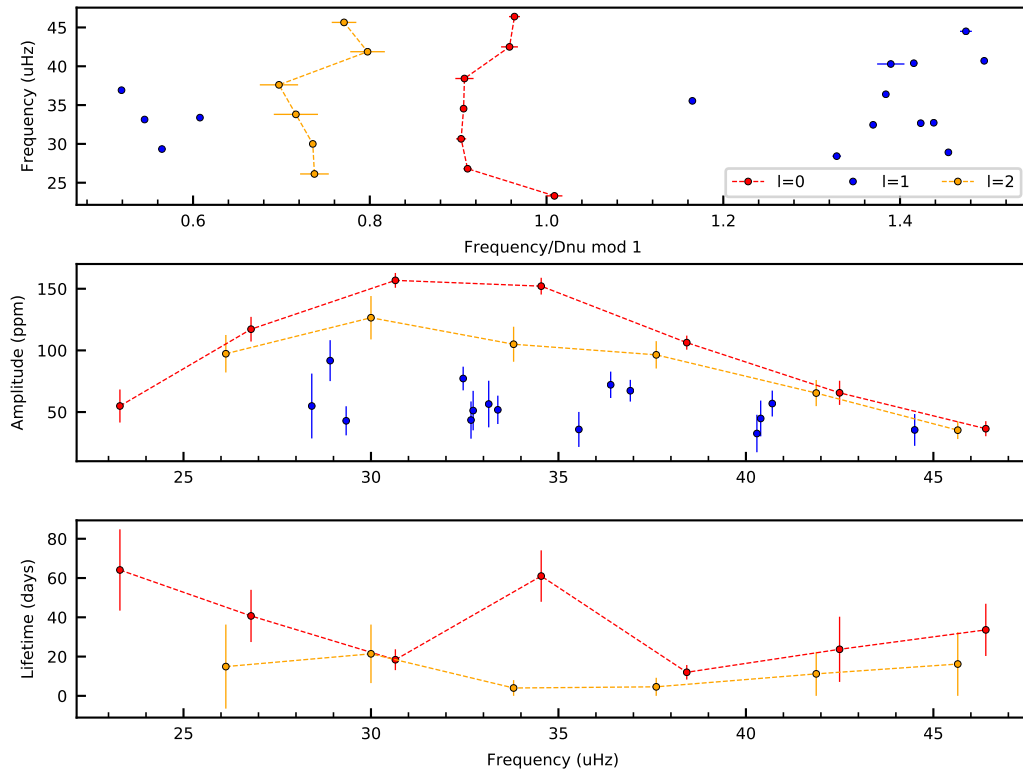 Frequency (uHz)
45
40
35
30
25
l=0 l=1 l=2
0.6 0.8 1.0 1.2 1.4
Frequency/Dnu mod 1
Amplitude (ppm)
150
100
50
25 30 35 40 45
Lifetime (days)
80
60
40
20
0
25 30 35 40 45
Frequency (uHz)